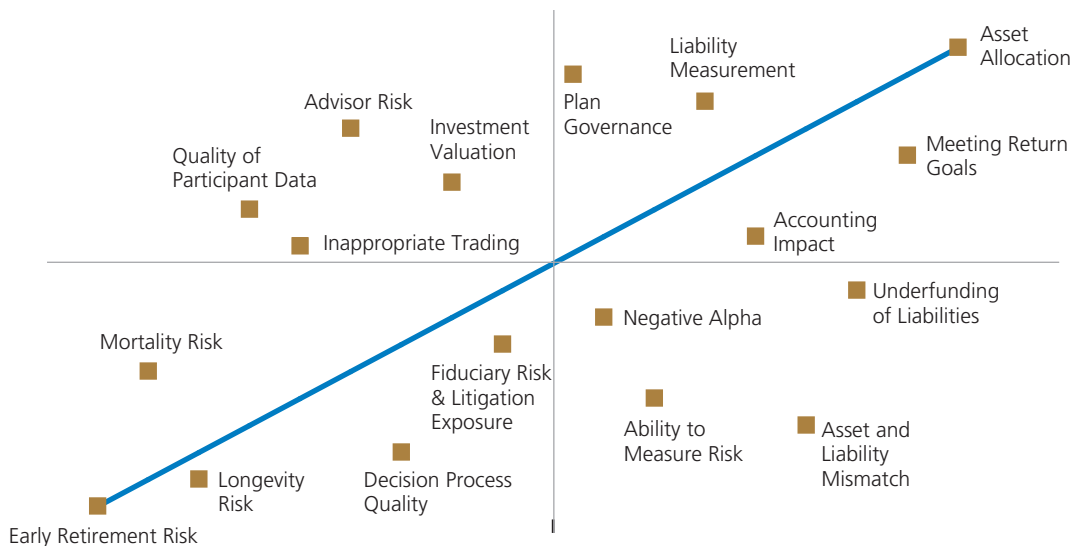 Asset
Allocation
Liability
Measurement
Plan
Governance
Advisor Risk
Investment
Valuation
Meeting Return
Goals
Quality of
Participant Data
Accounting
Impact
Inappropriate Trading
Underfunding
of Liabilities
Negative Alpha
Mortality Risk
Fiduciary Risk
& Litigation
Exposure
Ability to
Measure Risk
Asset and
Liability
Mismatch
Longevity
Risk
Decision Process
Quality
Early Retirement Risk